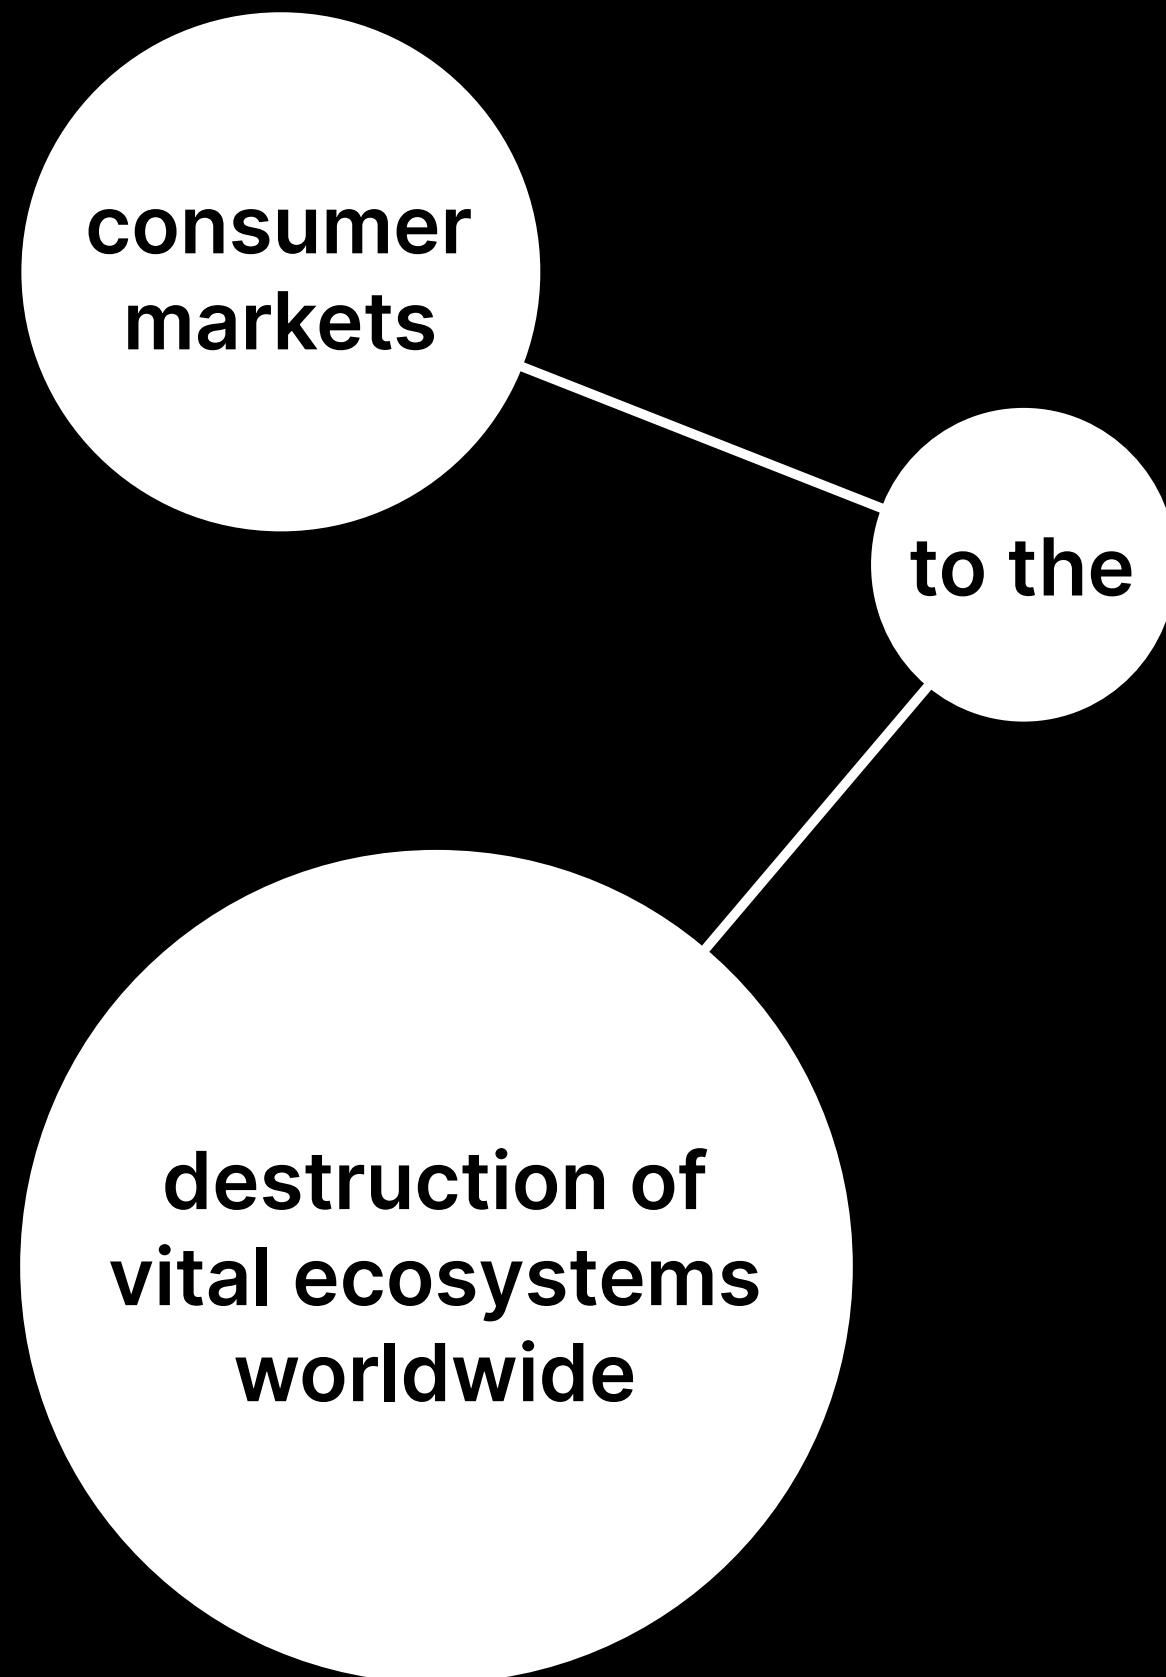 consumer
markets
to the
destruction of
vital ecosystems
worldwide